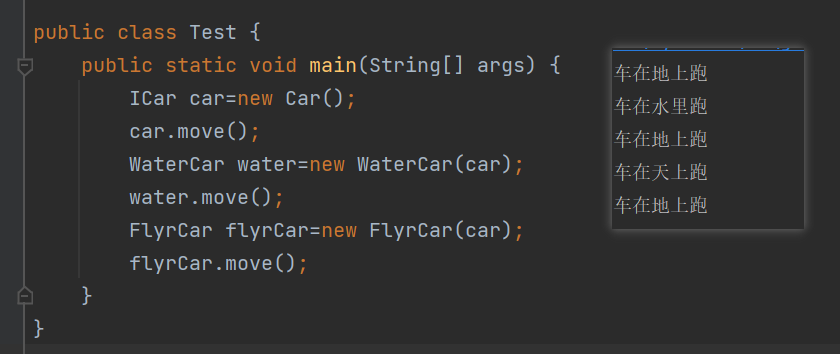 public class Test {
public static void main(String[] args) {
ICar car=new Car();
car.move();
WaterCar water=new WaterCar(car);
water.move();
FlyrCar flyrCar=new FlyrCar(car);
flyrCar.move();
}
}
车在地上跑
车在水里跑
车在地上跑
车在天上跑
车在地上跑